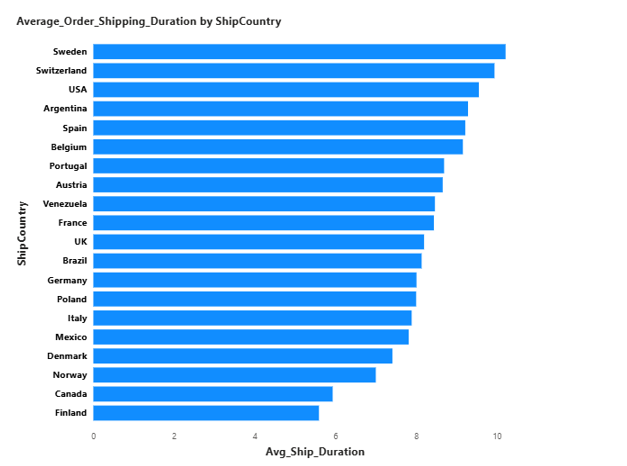 Average_Order_Shipping_Duration by ShipCountry
Sweden
Switzerland
USA
Argentina
Spain
Belgium
Portugal
Austria
Venezuela
France
UK
Brazil
Germany
Poland
Italy
Mexico
Denmark
Norway
Canada
Finland
ShipCountry
0 2 4 6 8 10
Avg_Ship_Duration